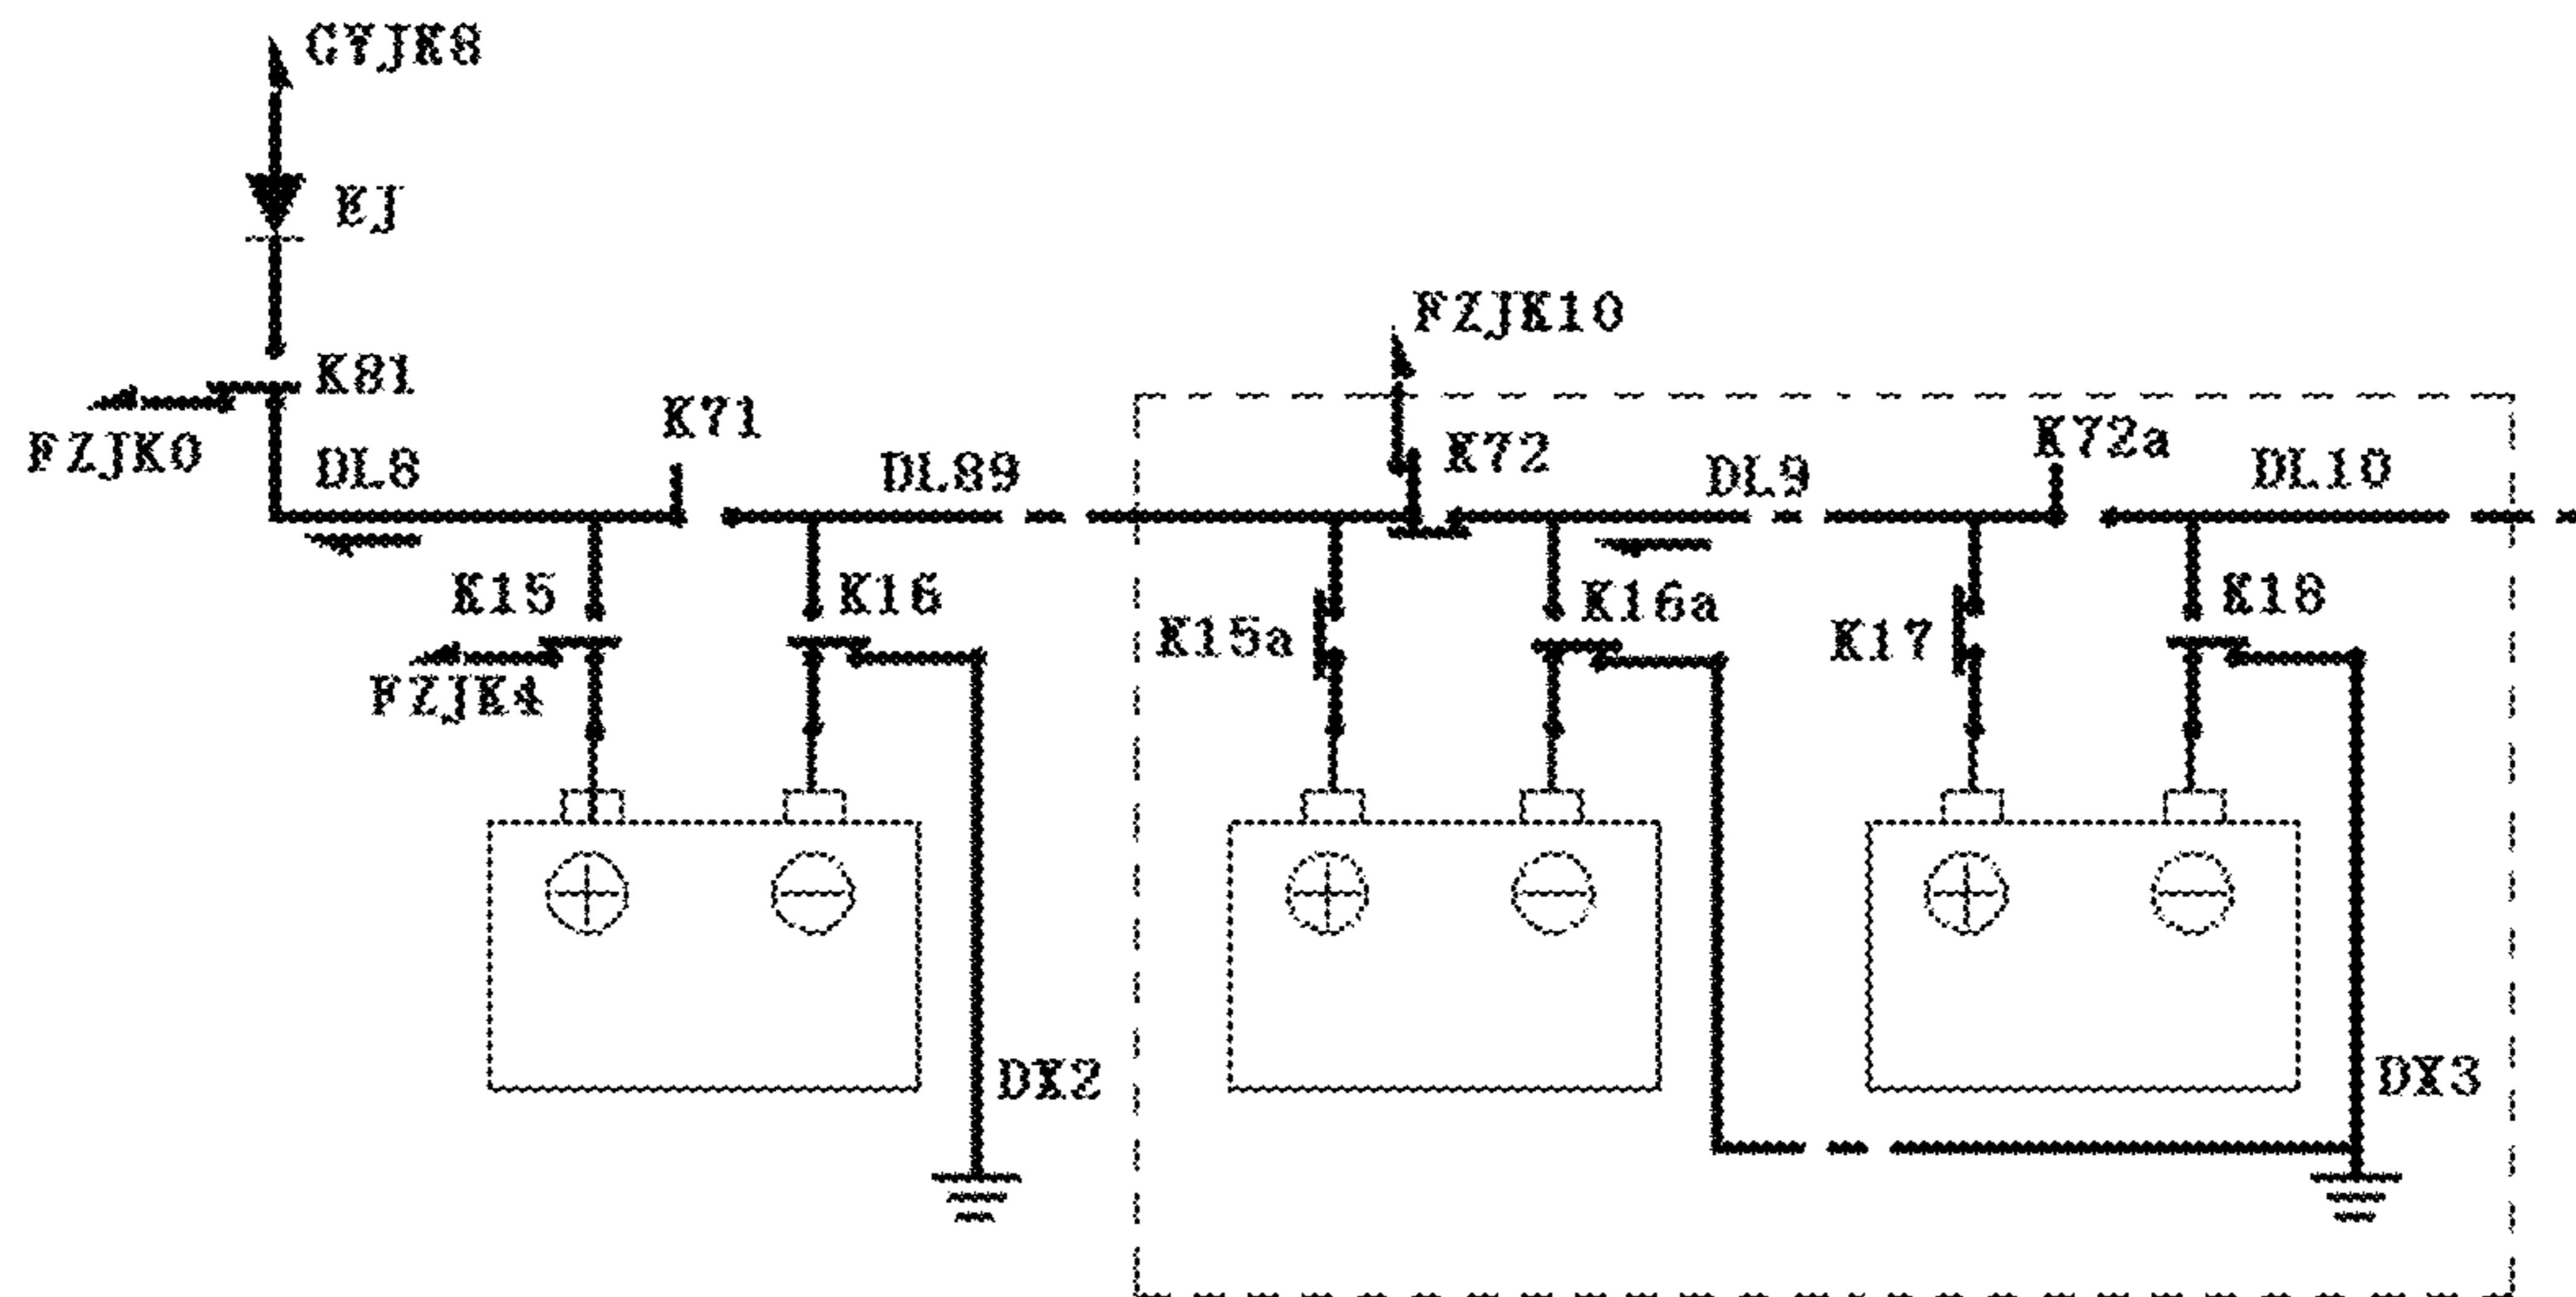 GYJK8
EJ
FZJK10
K81
K71
K72
K72a
FZJK0
DL8
DL89
DL9
DL10
K15
K16
K15a
K16a
K17
K18
FZJK4
DX2
DX3